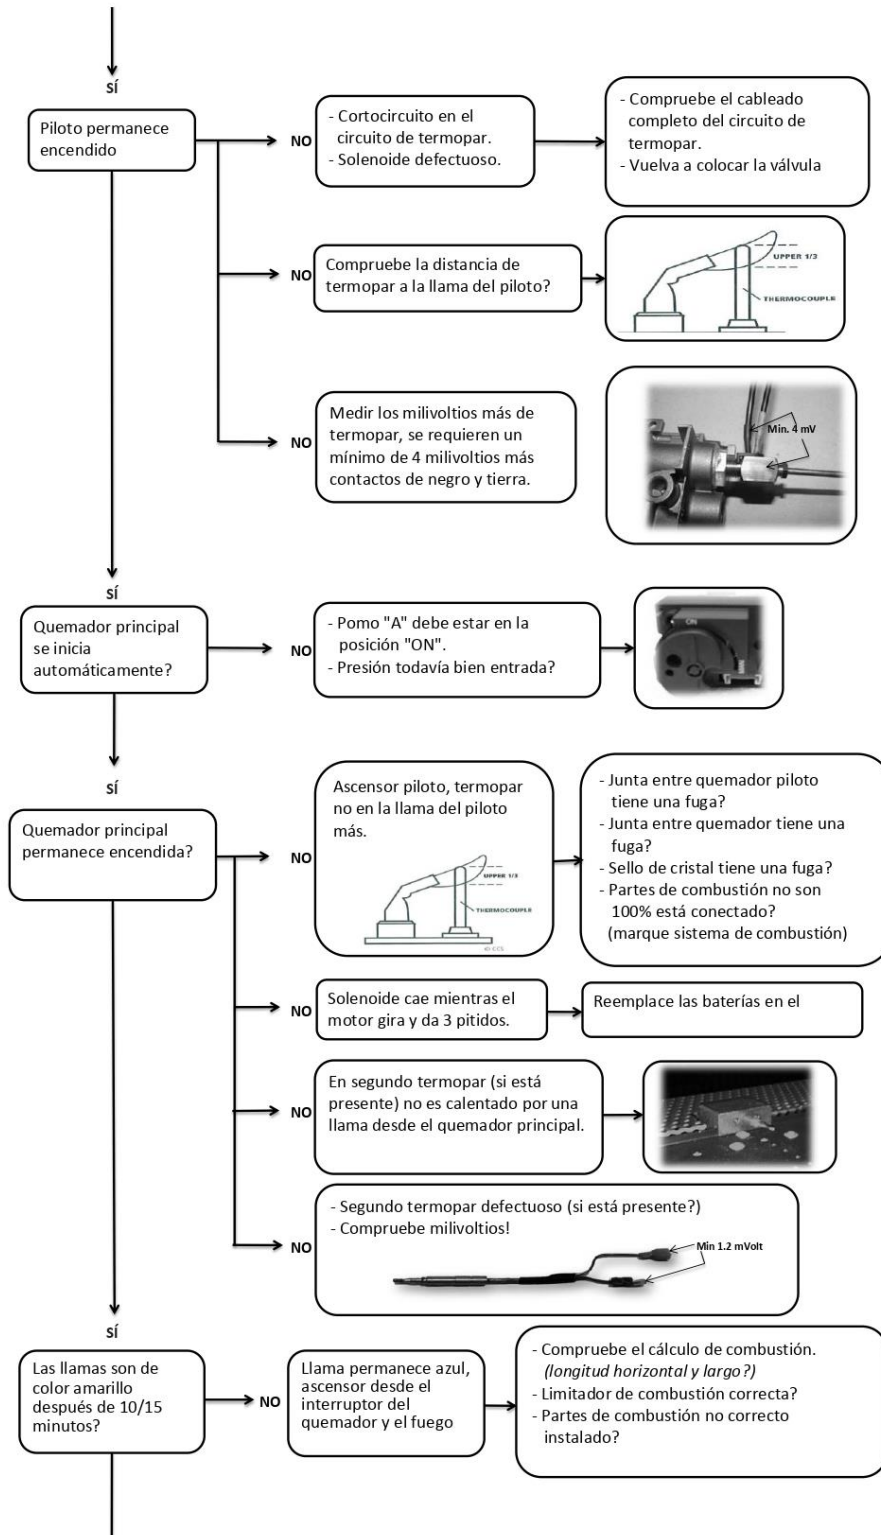 SÍ
Piloto permanece
encendido
NO
- Cortocircuito en el
circuito de termopar.
- Solenoide defectuoso.
- Compruebe el cableado
completo del circuito de
termopar.
- Vuelva a colocar la válvula
NO
Compruebe la distancia de
termopar a la llama del piloto?
UPPER 1/3
THERMOCOUPLE
NO
Medir los milivoltios más de
termopar, se requieren un
mínimo de 4 milivoltios más
contactos de negro y tierra.
Min. 4 mV
SÍ
Quemador principal
se inicia
automáticamente?
NO
- Pomo "A" debe estar en la
posición "ON".
- Presión todavía bien entrada?
ON
SÍ
Quemador principal
permanece encendida?
NO
Ascensor piloto, termopar
no en la llama del piloto
más.
UPPER 1/3
THERMOCOUPLE
- Junta entre quemador piloto
tiene una fuga?
- Junta entre quemador tiene una
fuga?
- Sello de cristal tiene una fuga?
- Partes de combustión no son
100% está conectado?
(marque sistema de combustión)
NO
Solenoide cae mientras el
motor gira y da 3 pitidos.
Reemplace las baterías en el
NO
En segundo termopar (si está
presente) no es calentado por una
llama desde el quemador principal.
NO
- Segundo termopar defectuoso (si está presente?)
- Compruebe milivoltios!
Min 1.2 mVolt
SÍ
Las llamas son de
color amarillo
después de 10/15
minutos?
NO
Llama permanece azul,
ascensor desde el
interruptor del
quemador y el fuego
- Compruebe el cálculo de combustión.
(longitud horizontal y largo?)
- Limitador de combustión correcta?
- Partes de combustión no correcto
instalado?